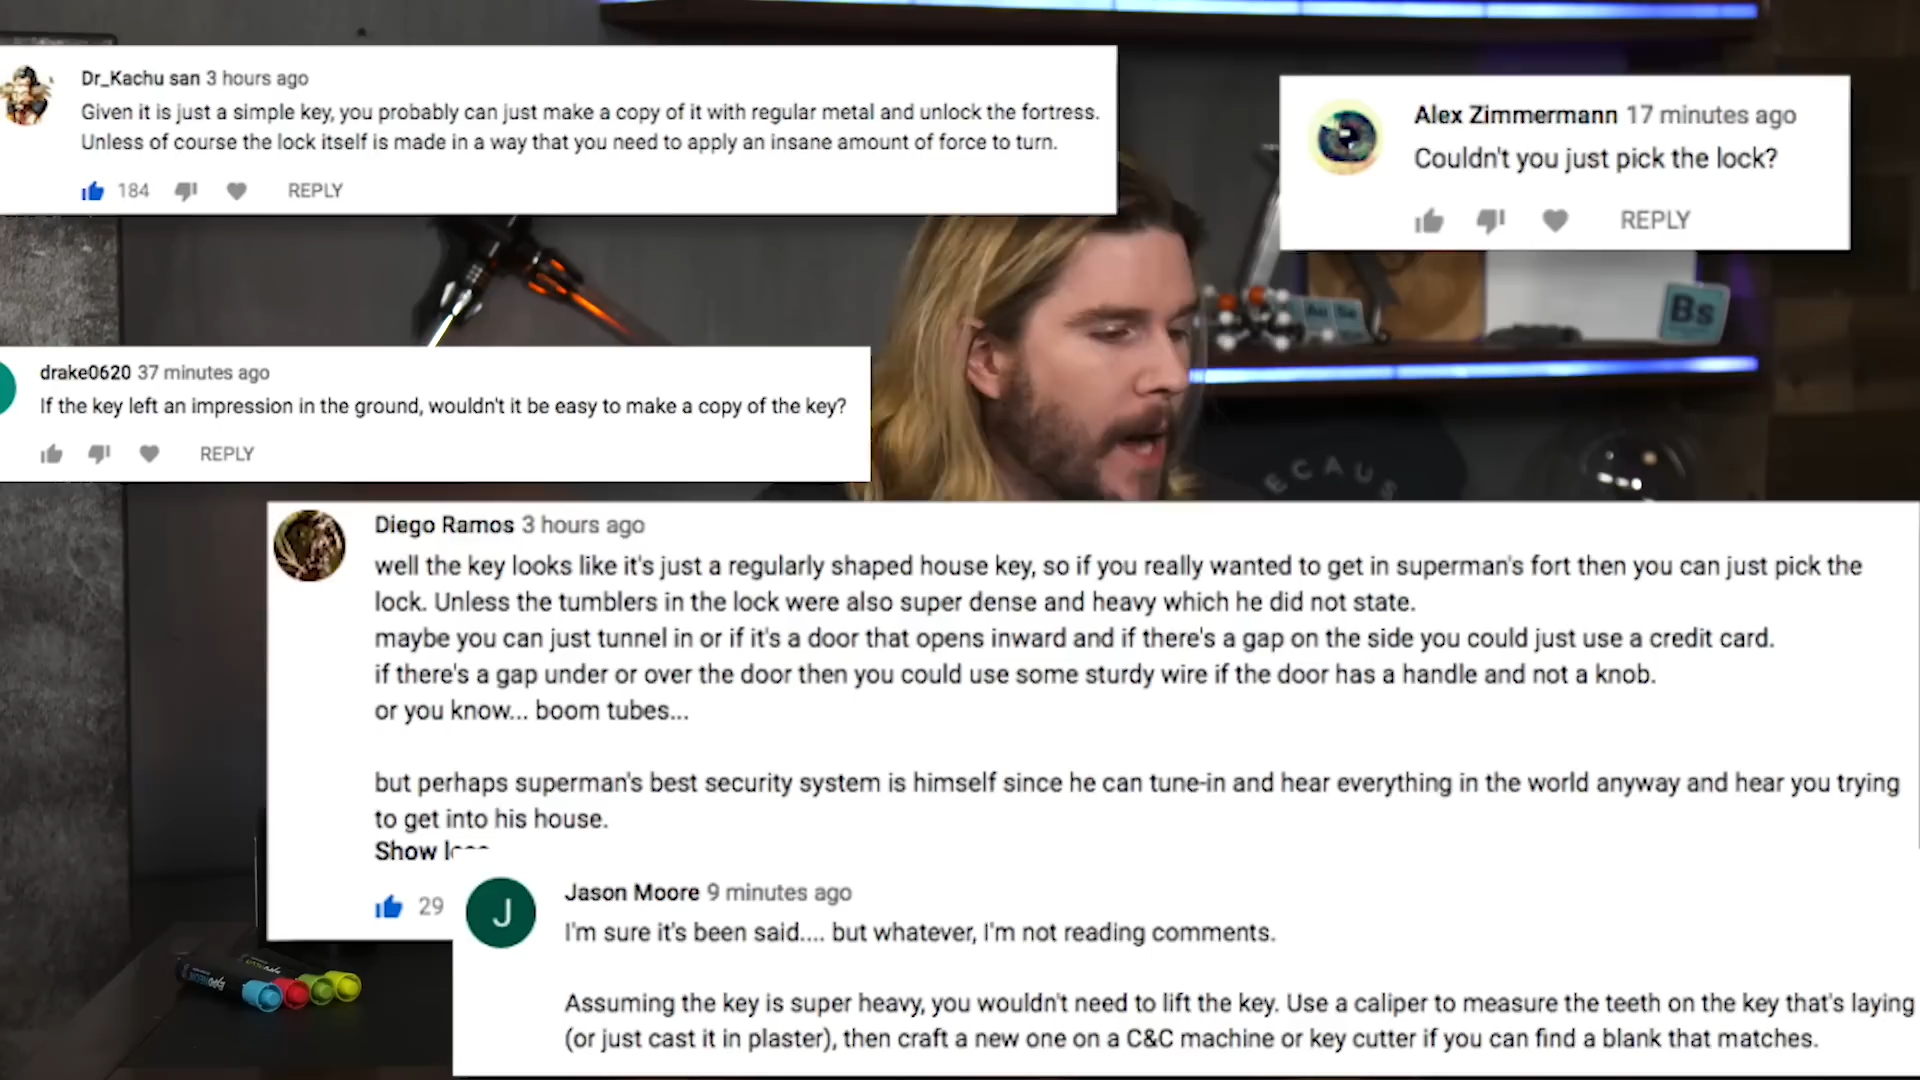 Dr_Kachu san 3 hours ago
Given it is just a simple key, you probably can just make a copy of it with regular metal and unlock the fortress.
Unless of course the lock itself is made in a way that you need to apply an insane amount of force to turn.
184 REPLY
Alex Zimmermann 17 minutes ago
Couldn't you just pick the lock?
REPLY
Bs
drake0620 37 minutes ago
If the key left an impression in the ground, wouldn't it be easy to make a copy of the key?
REPLY
ECAUS
Diego Ramos 3 hours ago
well the key looks like it's just a regularly shaped house key, so if you really wanted to get in superman's fort then you can just pick the
lock. Unless the tumblers in the lock were also super dense and heavy which he did not state.
maybe you can just tunnel in or if it's a door that opens inward and if there's a gap on the side you could just use a credit card.
if there's a gap under or over the door then you could use some sturdy wire if the door has a handle and not a knob.
or you know... boom tubes...
but perhaps superman's best security system is himself since he can tune-in and hear everything in the world anyway and hear you trying
to get into his house.
Show
29
J
Jason Moore 9 minutes ago
I'm sure it's been said.... but whatever, I'm not reading comments.
Assuming the key is super heavy, you wouldn't need to lift the key. Use a caliper to measure the teeth on the key that's laying
(or just cast it in plaster), then craft a new one on a C&C machine or key cutter if you can find a blank that matches.